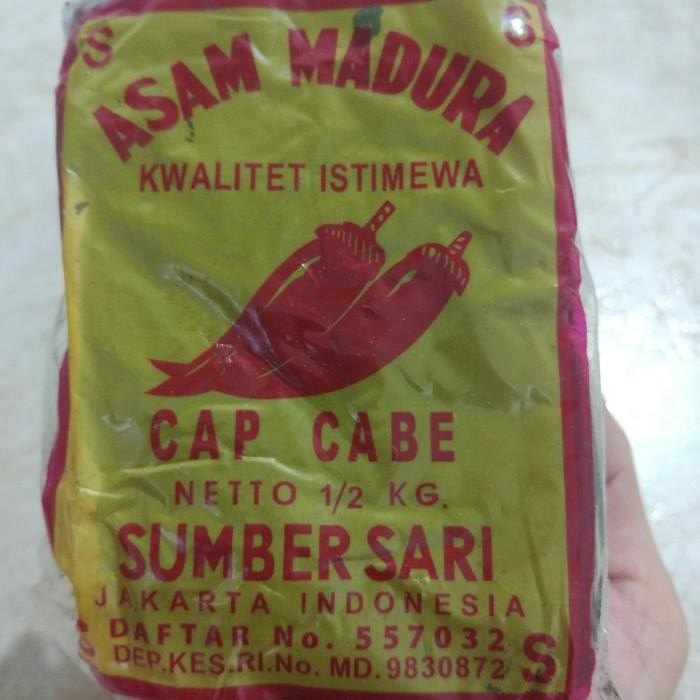 S S
ASAM MADURA
KWALITET ISTIMEWA
CAP CABE
NETTO 1/2 KG.
SUMBER SARI
JAKARTA INDONESIA
DAFTAR No. 557032
DEP.KES.RI.No. MD. 9830872
S S